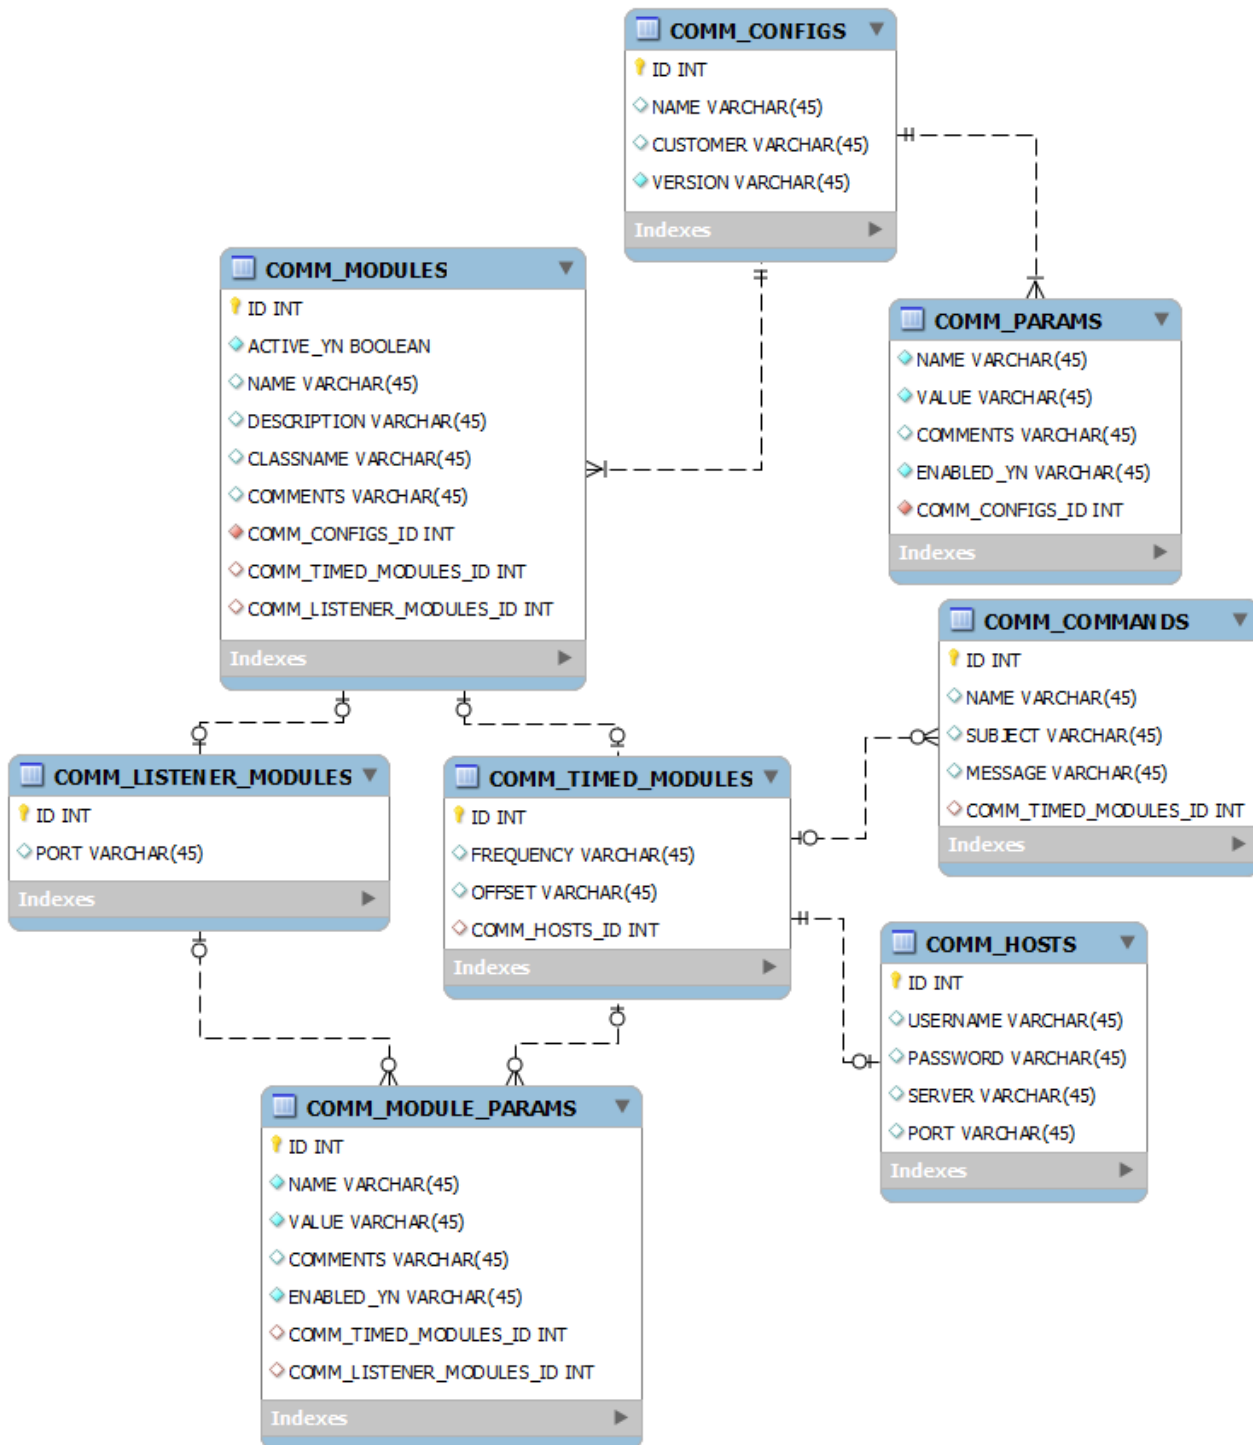 COMM_CONFIGS
ID INT
NAME VARCHAR(45)
CUSTOMER VARCHAR(45)
VERSION VARCHAR(45)
Indexes
COMM_MODULES
ID INT
ACTIVE_YN BOOLEAN
NAME VARCHAR(45)
DESCRIPTION VARCHAR(45)
CLASSNAME VARCHAR(45)
COMMENTS VARCHAR(45)
COMM_CONFIGS_ID INT
COMM_TIMED_MODULES_ID INT
COMM_LISTENER_MODULES_ID INT
Indexes
COMM_PARAMS
NAME VARCHAR(45)
VALUE VARCHAR(45)
COMMENTS VARCHAR(45)
ENABLED_YN VARCHAR(45)
COMM_CONFIGS_ID INT
Indexes
COMM_COMMANDS
ID INT
NAME VARCHAR(45)
SUBJECT VARCHAR(45)
MESSAGE VARCHAR(45)
COMM_TIMED_MODULES_ID INT
Indexes
COMM_LISTENER_MODULES
ID INT
PORT VARCHAR(45)
Indexes
COMM_TIMED_MODULES
ID INT
FREQUENCY VARCHAR(45)
OFFSET VARCHAR(45)
COMM_HOSTS_ID INT
Indexes
COMM_HOSTS
ID INT
USERNAME VARCHAR(45)
PASSWORD VARCHAR(45)
SERVER VARCHAR(45)
PORT VARCHAR(45)
Indexes
COMM_MODULE_PARAMS
ID INT
NAME VARCHAR(45)
VALUE VARCHAR(45)
COMMENTS VARCHAR(45)
ENABLED_YN VARCHAR(45)
COMM_TIMED_MODULES_ID INT
COMM_LISTENER_MODULES_ID INT
Indexes